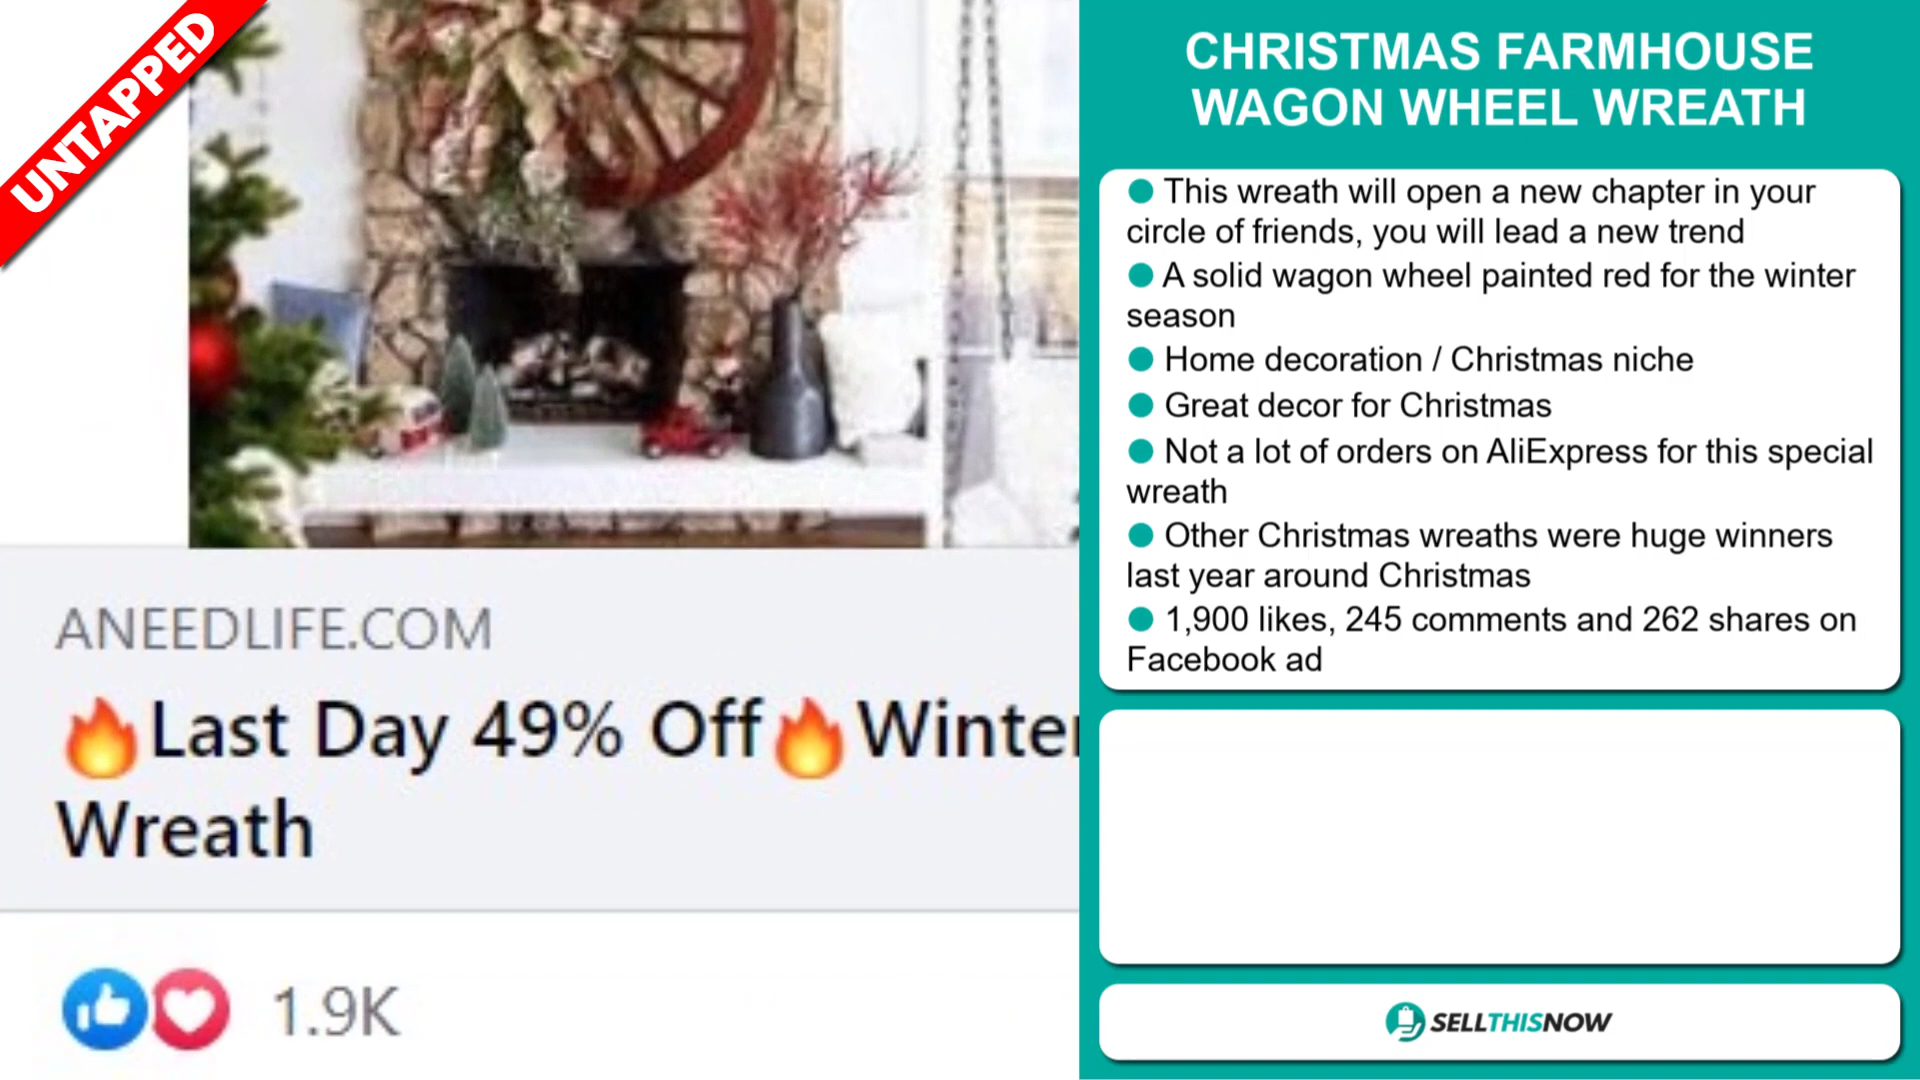 UNTAPPED
ANEEDLIFE.COM
🔥Last Day 49% Off🔥Winter
Wreath
1.9K
CHRISTMAS FARMHOUSE
WAGON WHEEL WREATH
● This wreath will open a new chapter in your
circle of friends, you will lead a new trend
● A solid wagon wheel painted red for the winter
season
● Home decoration / Christmas niche
● Great decor for Christmas
● Not a lot of orders on AliExpress for this special
wreath
● Other Christmas wreaths were huge winners
last year around Christmas
● 1,900 likes, 245 comments and 262 shares on
Facebook ad
SELLTHISNOW